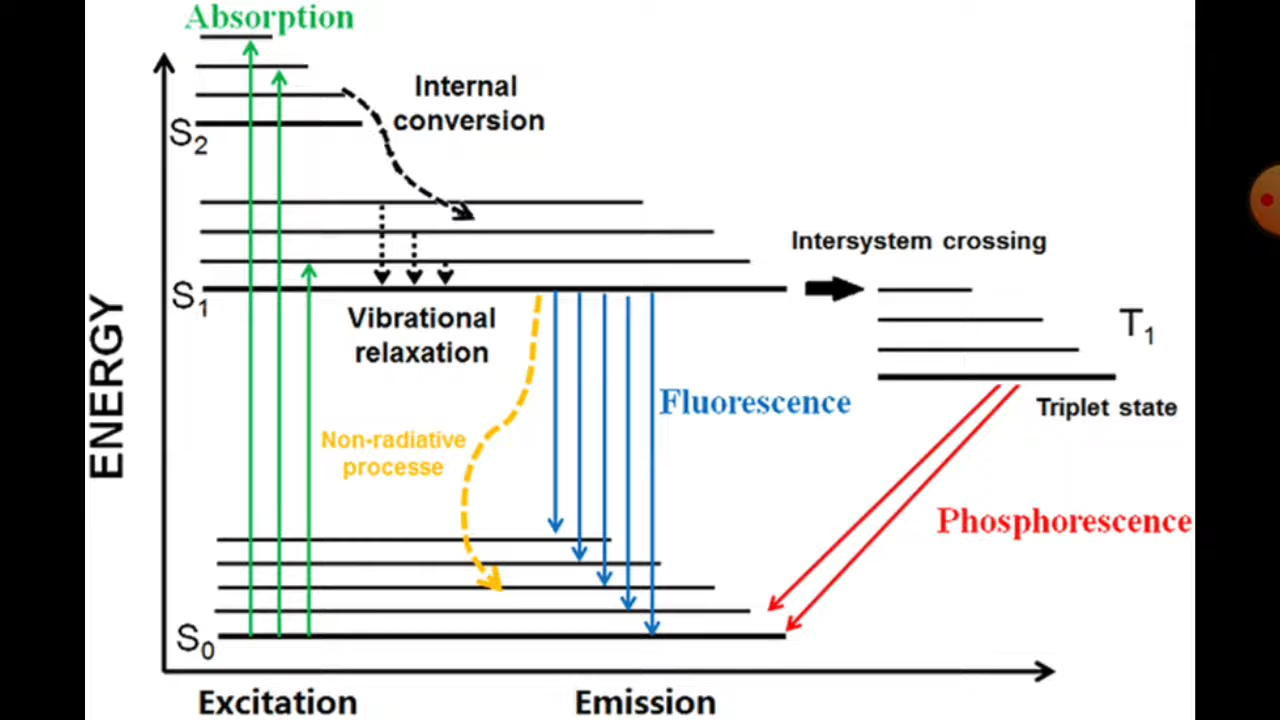 Absorption
Internal
conversion
S2
Intersystem crossing
S1
Vibrational
relaxation
T1
ENERGY
Fluorescence
Triplet state
Non-radiative
processe
Phosphorescence
S0
Excitation
Emission